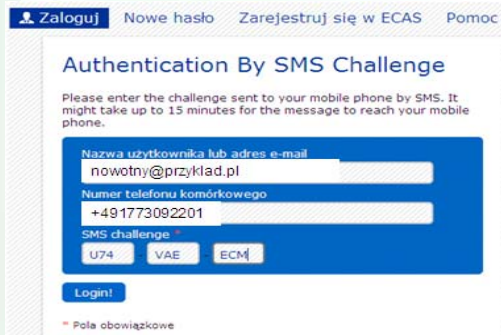 Zaloguj Nowe hasło Zarejestruj się w ECAS Pomoc
Authentication By SMS Challenge
Please enter the challenge sent to your mobile phone by SMS. It
might take up to 15 minutes for the message to reach your mobile
phone.
Nazwa użytkownika lub adres e-mail
nowotny@przyklad.pl
Numer telefonu komórkowego
+491773092201
SMS challenge *
U74 - VAE - ECM
Login!
* Pola obowiązkowe